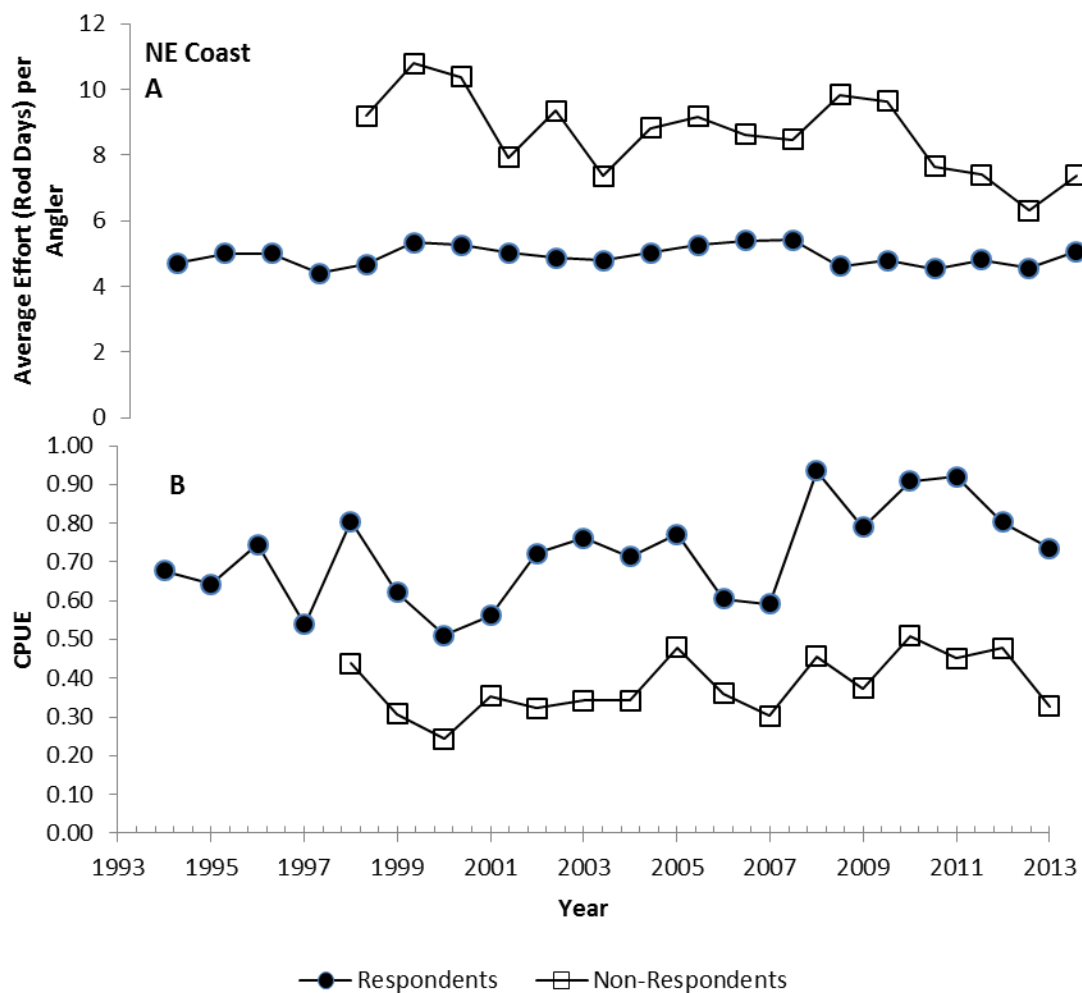 NE Coast
A
Average Effort (Rod Days) per
Angler
12
10
8
6
4
2
0
B
CPUE
1.00
0.90
0.80
0.70
0.60
0.50
0.40
0.30
0.20
0.10
0.00
1993 1995 1997 1999 2001 2003 2005 2007 2009 2011 2013
Year
Respondents Non-Respondents